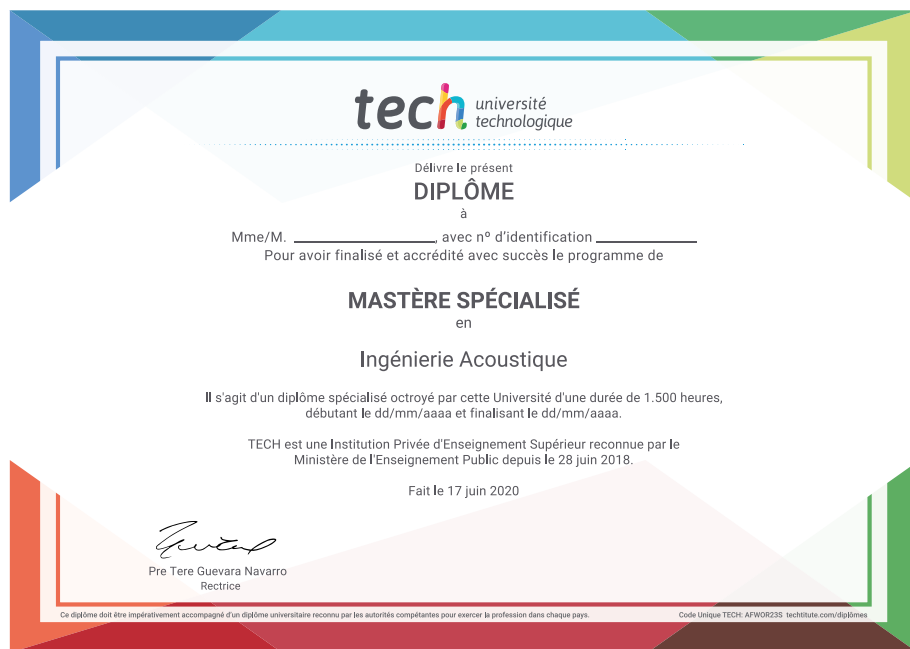 tech université
technologique
Délivre le présent
DIPLÔME
à
Mme/M. ____________, avec nº d'identification ____________
Pour avoir finalisé et accrédité avec succès le programme de
MASTÈRE SPÉCIALISÉ
en
Ingénierie Acoustique
Il s'agit d'un diplôme spécialisé octroyé par cette Université d'une durée de 1.500 heures,
débutant le dd/mm/aaaa et finalisant le dd/mm/aaaa.
TECH est une Institution Privée d'Enseignement Supérieur reconnue par le
Ministère de l'Enseignement Public depuis le 28 juin 2018.
Fait le 17 juin 2020
Pre Tere Guevara Navarro
Rectrice
Ce diplôme doit être impérativement accompagné d'un diplôme universitaire reconnu par les autorités compétantes pour exercer la profession dans chaque pays.
Code Unique TECH: AFWOR23S techtitute.com/diplômes